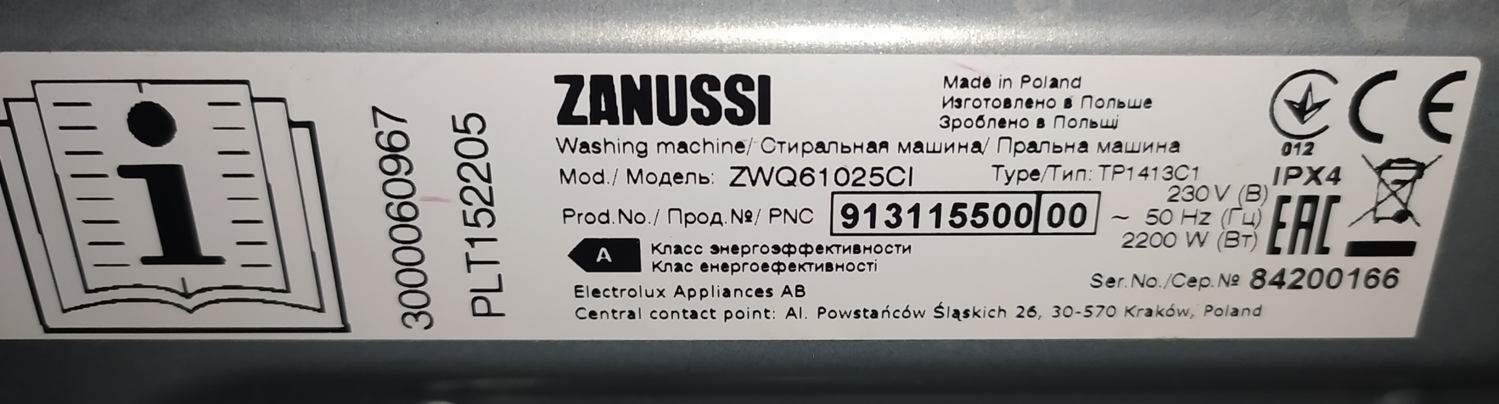 3000060967
PLT152205
ZANUSSI
Made in Poland
Изготовлено в Польше
Зроблено в Польщі
Washing machine/ Стиральная машина/ Пральна машина
Mod./ Модель: ZWQ61025CI Type/Тип: TP1413C1
Prod.No./ Прод.№/ PNC 913115500 00
230 V (В)
~ 50 Hz (Гц)
2200 W (Вт)
012
CE
IPX4
EAC
A
Класс энергоэффективности
Клас енергоефективності
Ser.No./Сер.№ 84200166
Electrolux Appliances AB
Central contact point: Al. Powstańców Śląskich 26, 30-570 Kraków, Poland